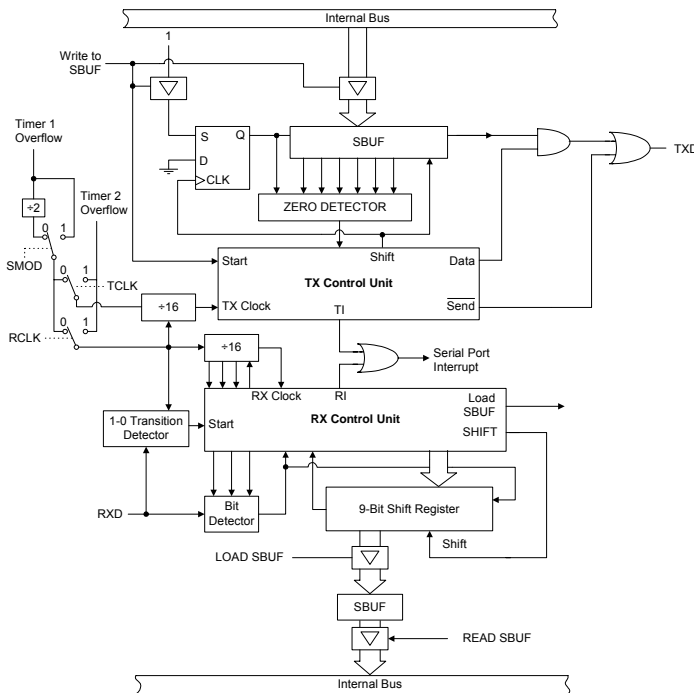 Internal Bus
1
Write to
SBUF
S
Q
D
CLK
SBUF
TXD
Timer 1
Overflow
÷2
0
1
Timer 2
Overflow
ZERO DETECTOR
SMOD
0
1
TCLK
Start
Shift
Data
TX Control Unit
÷16
TX Clock
TI
Send
RCLK
0
1
÷16
Serial Port
Interrupt
RX Clock
RI
Load
SBUF
1-0 Transition
Detector
Start
RX Control Unit
SHIFT
RXD
Bit
Detector
9-Bit Shift Register
Shift
LOAD SBUF
SBUF
READ SBUF
Internal Bus